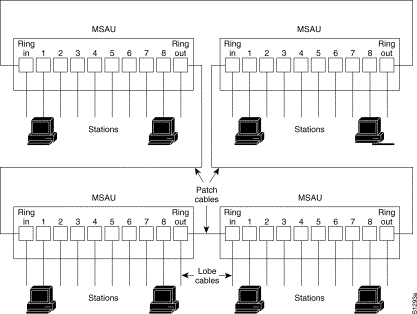 MSAU
MSAU
Ring in 1 2 3 4 5 6 7 8 Ring out
Ring in 1 2 3 4 5 6 7 8 Ring out
Stations
Stations
Patch
cables
MSAU
MSAU
Ring in 1 2 3 4 5 6 7 8 Ring out
Ring in 1 2 3 4 5 6 7 8 Ring out
Lobe
cables
Stations
Stations
S1293a